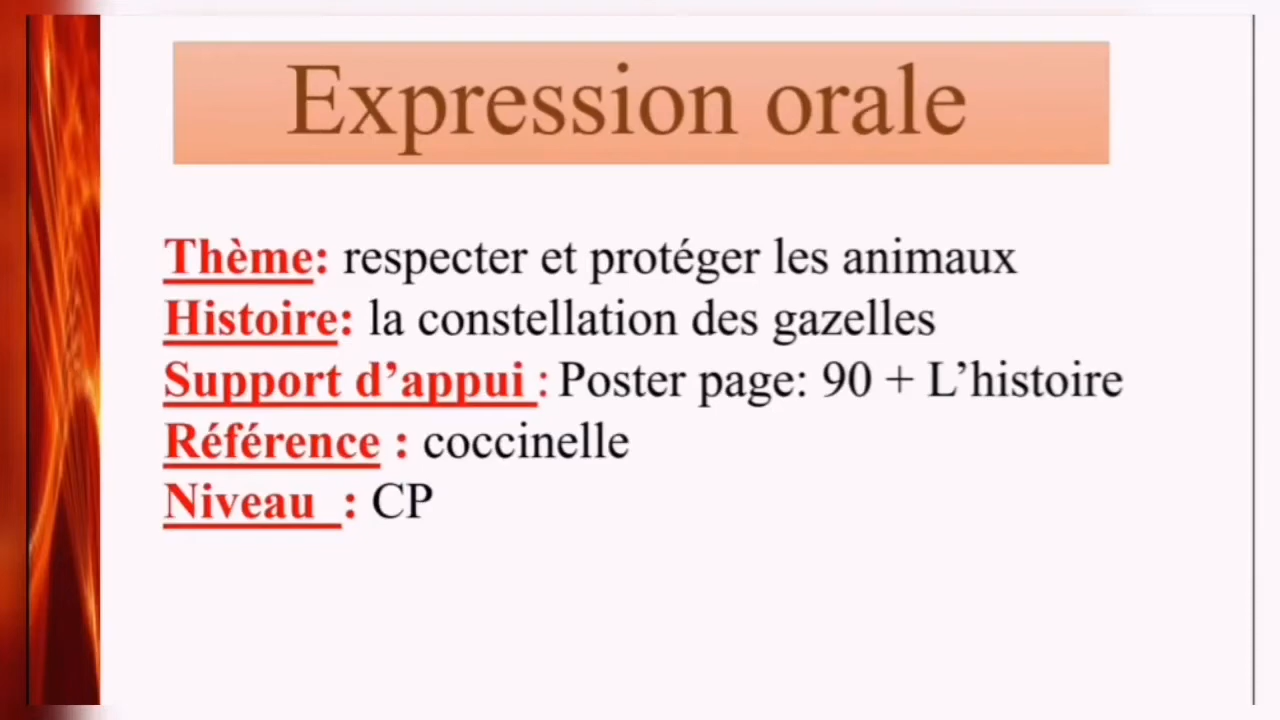 Expression orale
Thème: respecter et protéger les animaux
Histoire: la constellation des gazelles
Support d’appui : Poster page: 90 + L’histoire
Référence : coccinelle
Niveau : CP